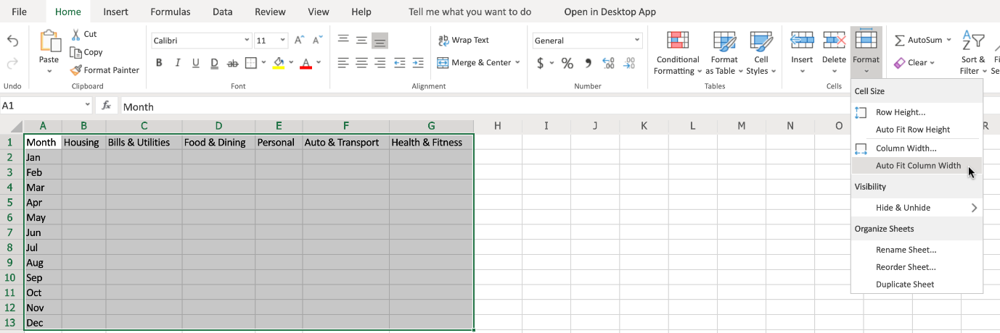 File Home Insert Formulas Data Review View Help Tell me what you want to do Open in Desktop App
Paste Cut Copy Format Painter
Calibri 11 A A
B I U D ab A
Wrap Text
Merge & Center
General
$ % .00
Conditional Formatting
Format as Table
Cell Styles
Insert Delete Format
AutoSum
Clear
Sort & Filter
Undo Clipboard Font Alignment Number Tables Cells
A1 fx Month
A B C D E F G H I J K L M N O R
1 Month Housing Bills & Utilities Food & Dining Personal Auto & Transport Health & Fitness
2 Jan
3 Feb
4 Mar
5 Apr
6 May
7 Jun
8 Jul
9 Aug
10 Sep
11 Oct
12 Nov
13 Dec
Cell Size
Row Height...
Auto Fit Row Height
Column Width...
Auto Fit Column Width
Visibility
Hide & Unhide
Organize Sheets
Rename Sheet...
Reorder Sheet...
Duplicate Sheet